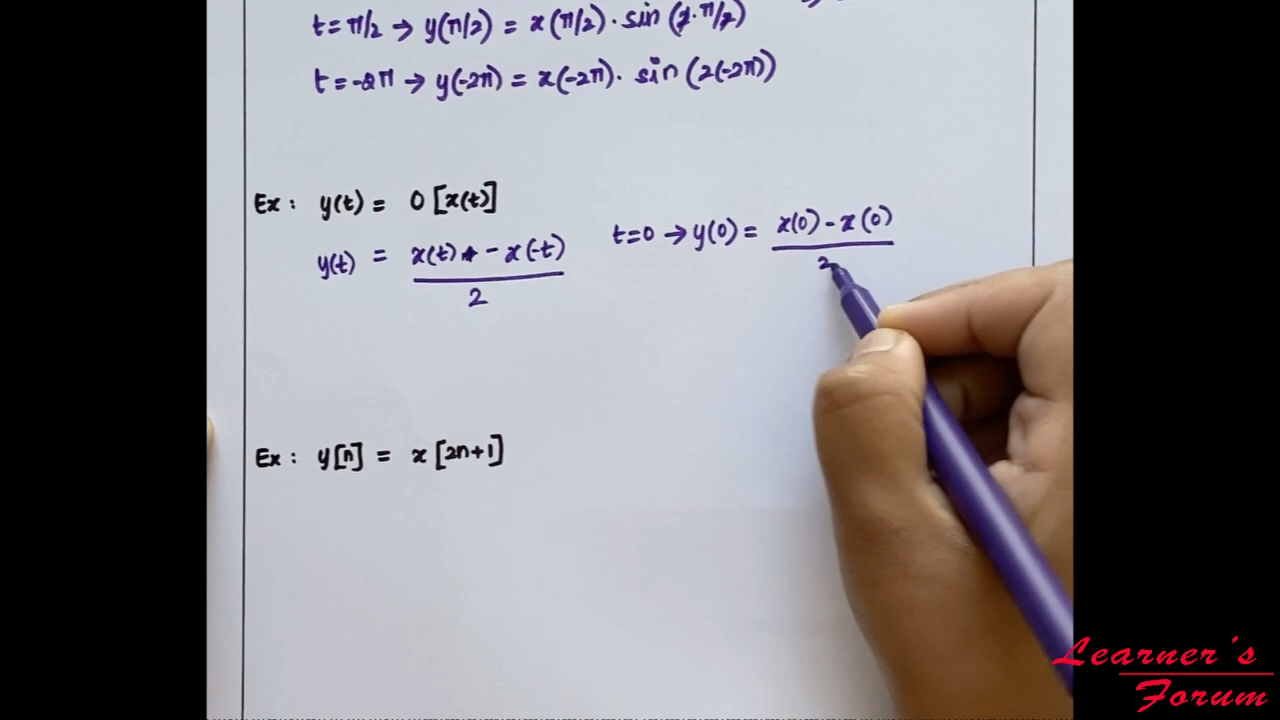 t = π/2 → y(π/2) = x(π/2) · sin (2 · π/2)
t = -2π → y(-2π) = x(-2π) · sin (2(-2π))
Ex : y(t) = O [x(t)]
y(t) = x(t) - x(-t) / 2
t=0 → y(0) = x(0) - x(0) / 2
Ex : y[n] = x [2n+1]
Learner's
Forum